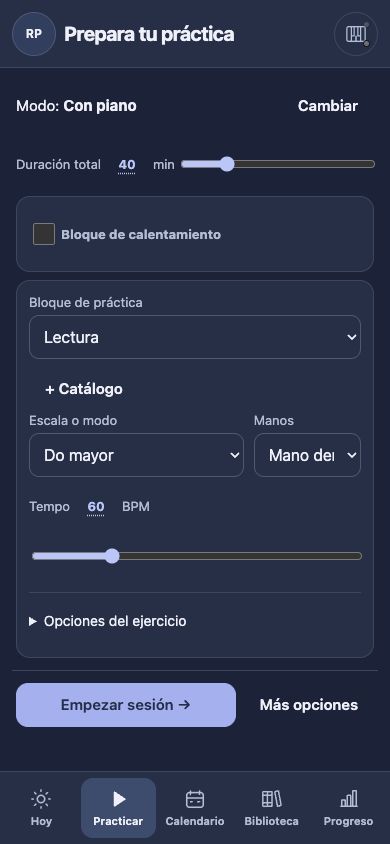 RP Prepara tu práctica
Modo: Con piano Cambiar
Duración total 40 min
Bloque de calentamiento
Bloque de práctica
Lectura
+ Catálogo
Escala o modo Manos
Do mayor Mano der
Tempo 60 BPM
Opciones del ejercicio
Empezar sesión → Más opciones
Hoy Practicar Calendario Biblioteca Progreso